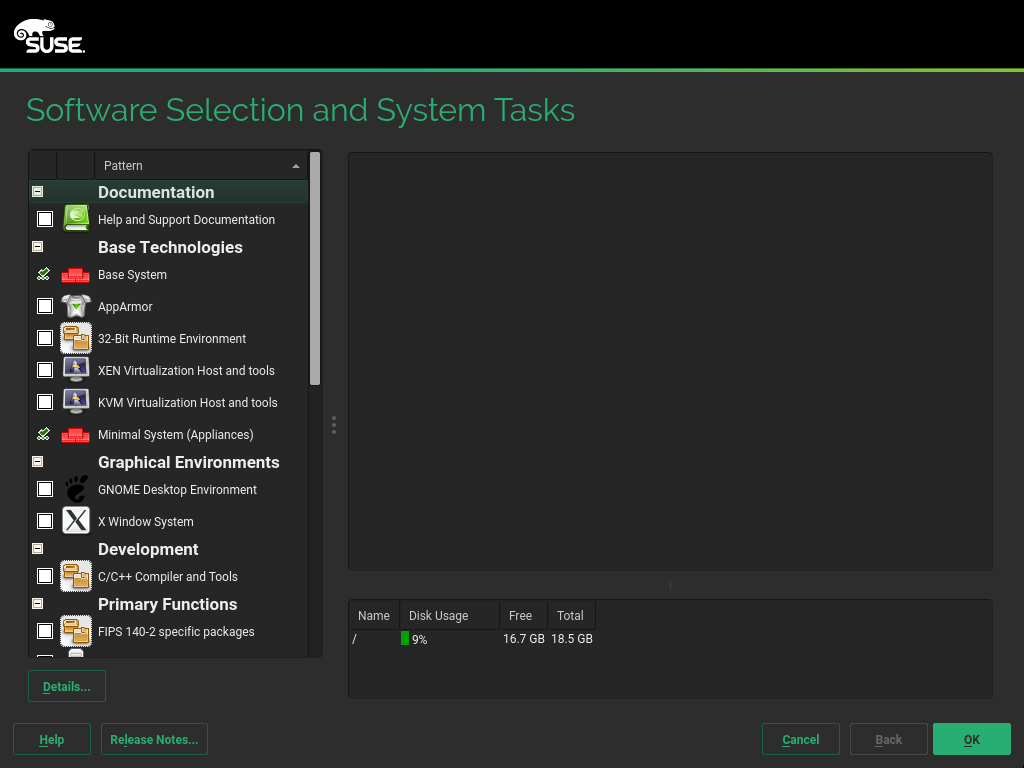 SUSE
Software Selection and System Tasks
Pattern
Documentation
Help and Support Documentation
Base Technologies
Base System
AppArmor
32-Bit Runtime Environment
XEN Virtualization Host and tools
KVM Virtualization Host and tools
Minimal System (Appliances)
Graphical Environments
GNOME Desktop Environment
X Window System
Development
C/C++ Compiler and Tools
Primary Functions
FIPS 140-2 specific packages
Name Disk Usage Free Total
/ 9% 16.7 GB 18.5 GB
Details...
Help Release Notes... Cancel Back OK